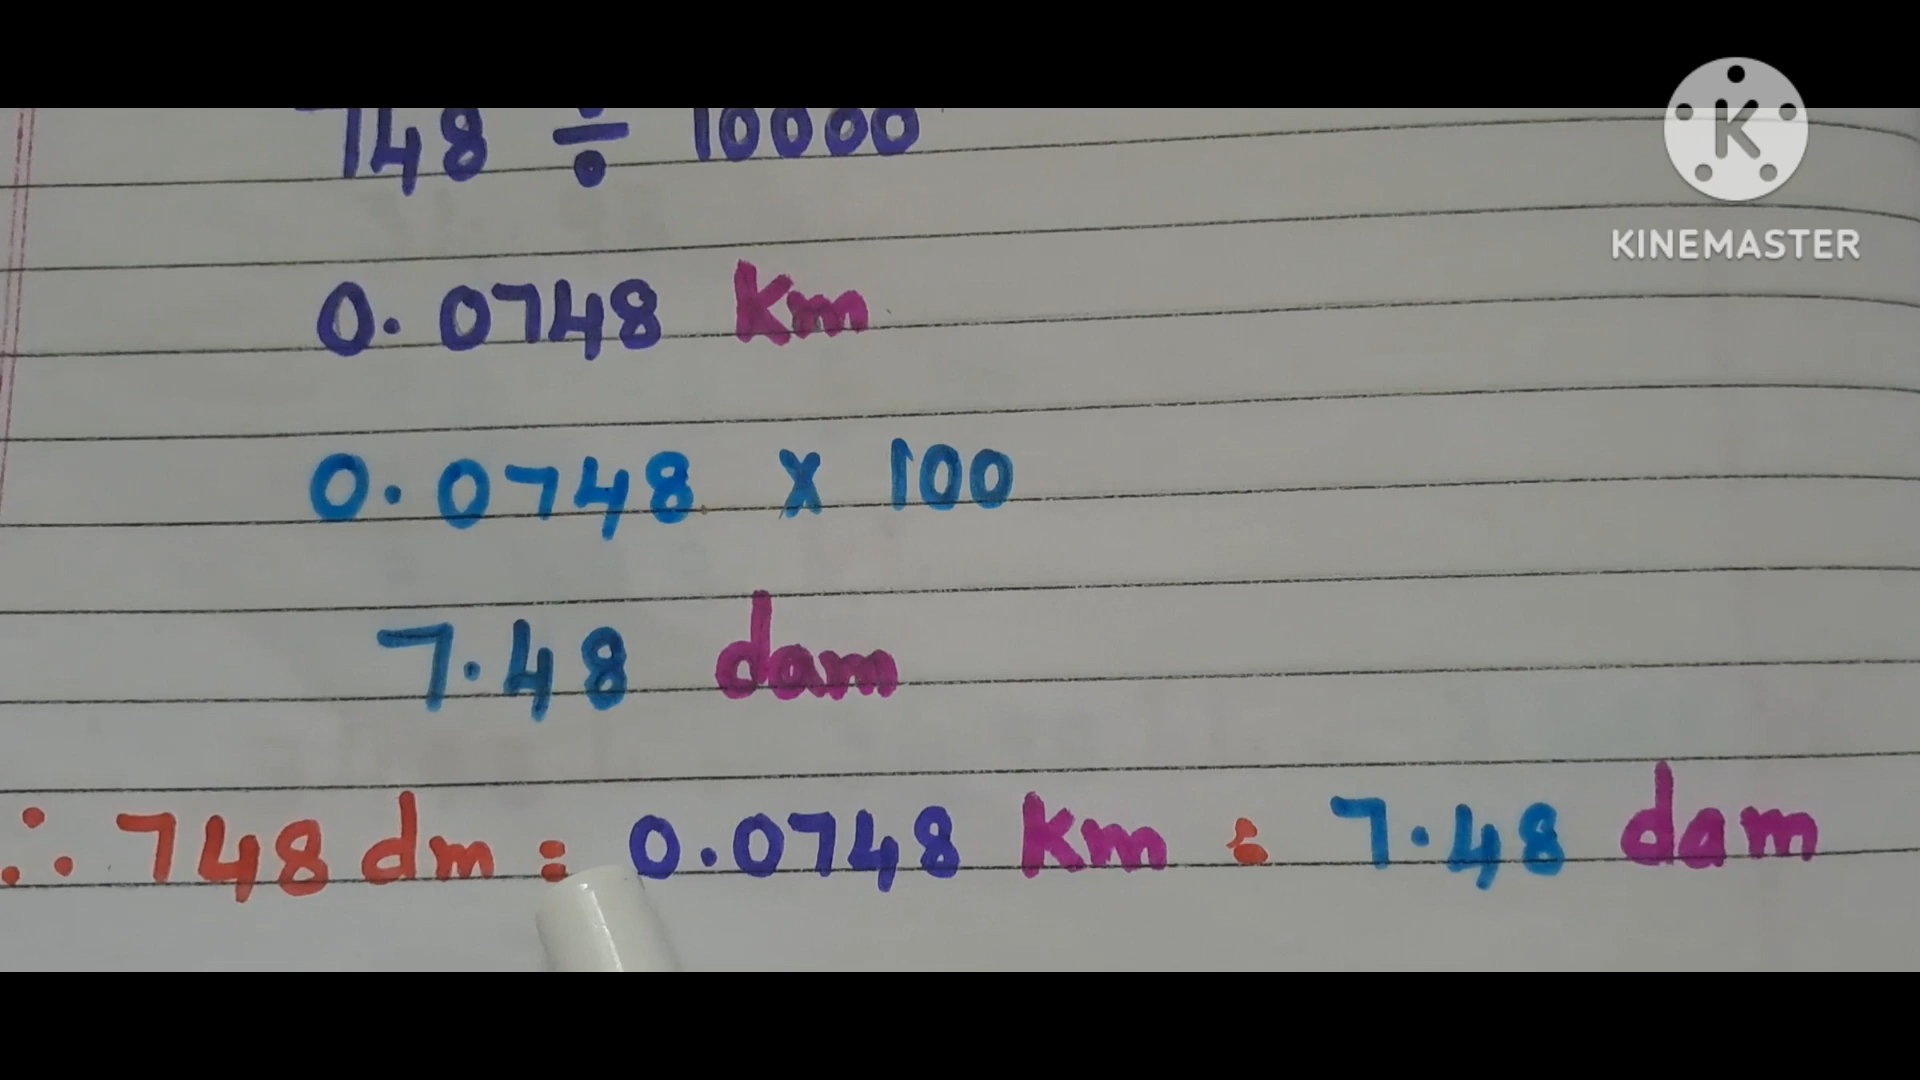 748 ÷ 10000
K
KINEMASTER
0.0748 Km
0.0748 x 100
7.48 dam
∴ 748 dm = 0.0748 Km = 7.48 dam